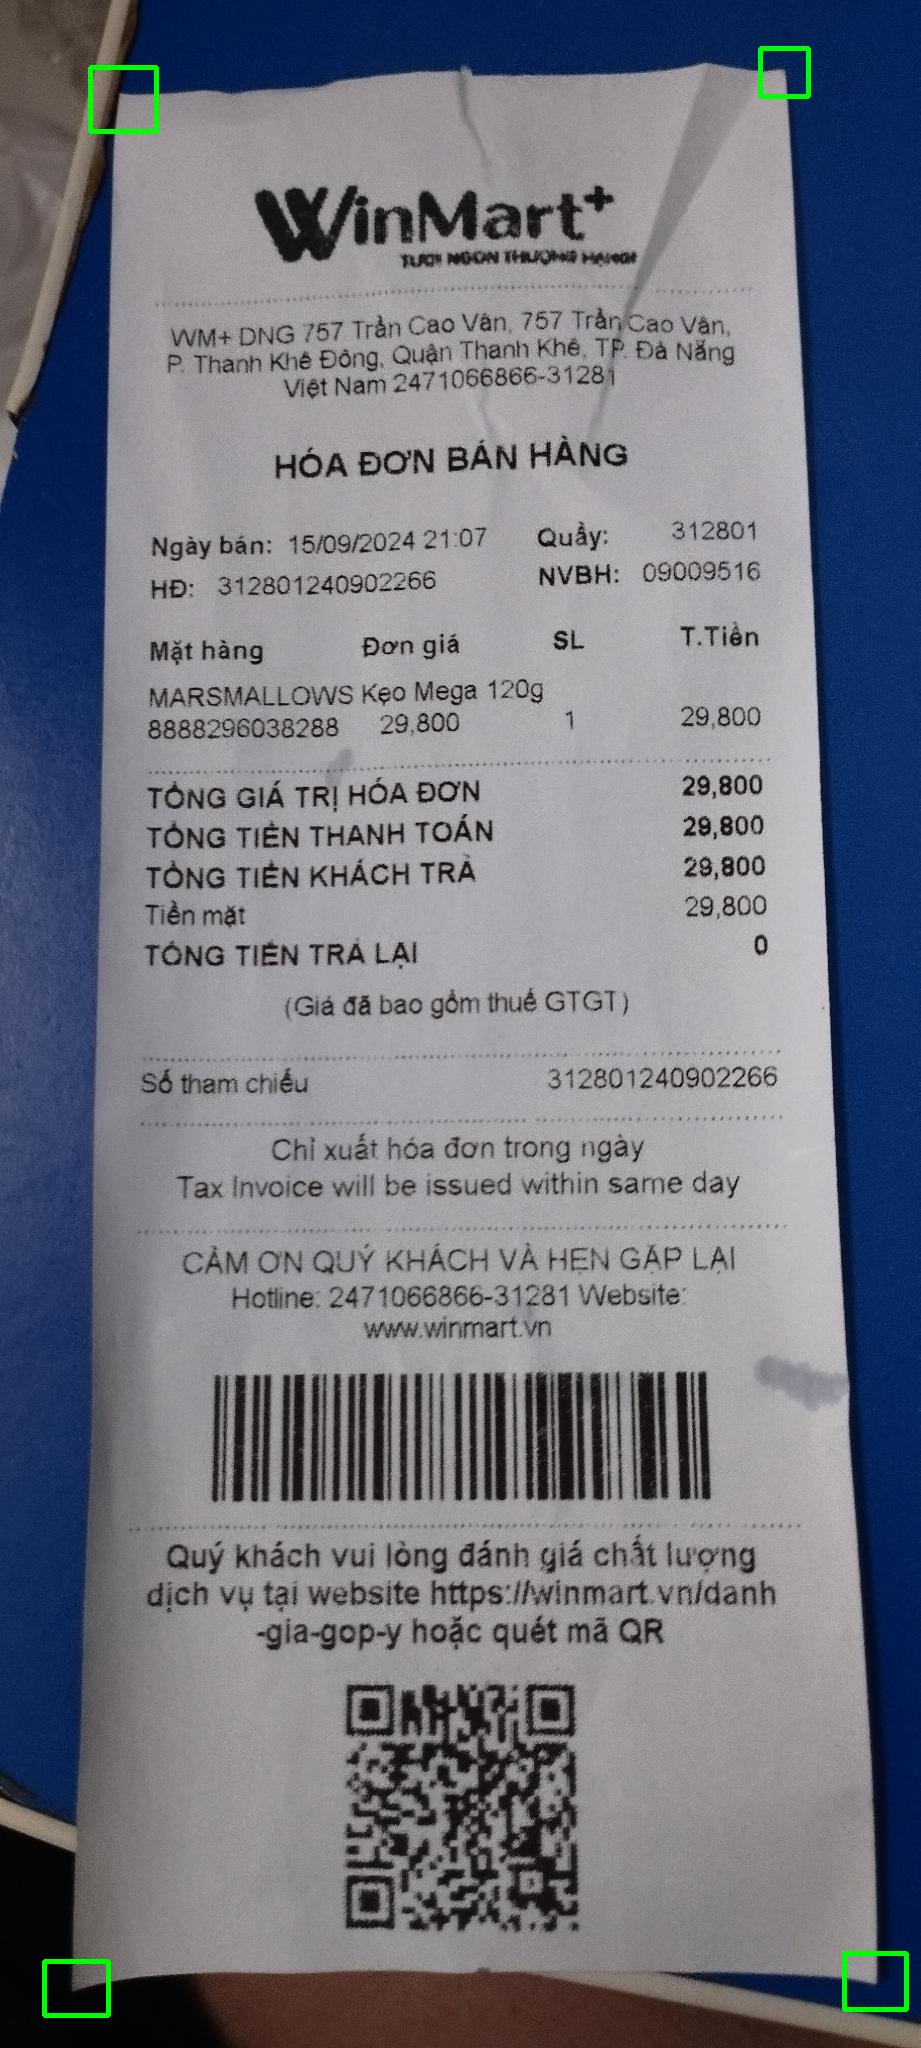 WinMart+
TƯƠI NGON THƯỢNG HẠNG
WM+ DNG 757 Trần Cao Vân, 757 Trần Cao Vân,
P. Thanh Khê Đông, Quận Thanh Khê, TP. Đà Nẵng
Việt Nam 2471066866-31281
HÓA ĐƠN BÁN HÀNG
Ngày bán: 15/09/2024 21:07 Quầy: 312801
HĐ: 312801240902266 NVBH: 09009516
Mặt hàng Đơn giá SL T.Tiền
MARSMALLOWS Kẹo Mega 120g
8888296038288 29,800 1 29,800
TỔNG GIÁ TRỊ HÓA ĐƠN 29,800
TỔNG TIỀN THANH TOÁN 29,800
TỔNG TIỀN KHÁCH TRẢ 29,800
Tiền mặt 29,800
TỔNG TIỀN TRẢ LẠI 0
(Giá đã bao gồm thuế GTGT)
Số tham chiếu 312801240902266
Chỉ xuất hóa đơn trong ngày
Tax Invoice will be issued within same day
CẢM ƠN QUÝ KHÁCH VÀ HẸN GẶP LẠI
Hotline: 2471066866-31281 Website:
www.winmart.vn
Quý khách vui lòng đánh giá chất lượng
dịch vụ tại website https://winmart.vn/danh
-gia-gop-y hoặc quét mã QR